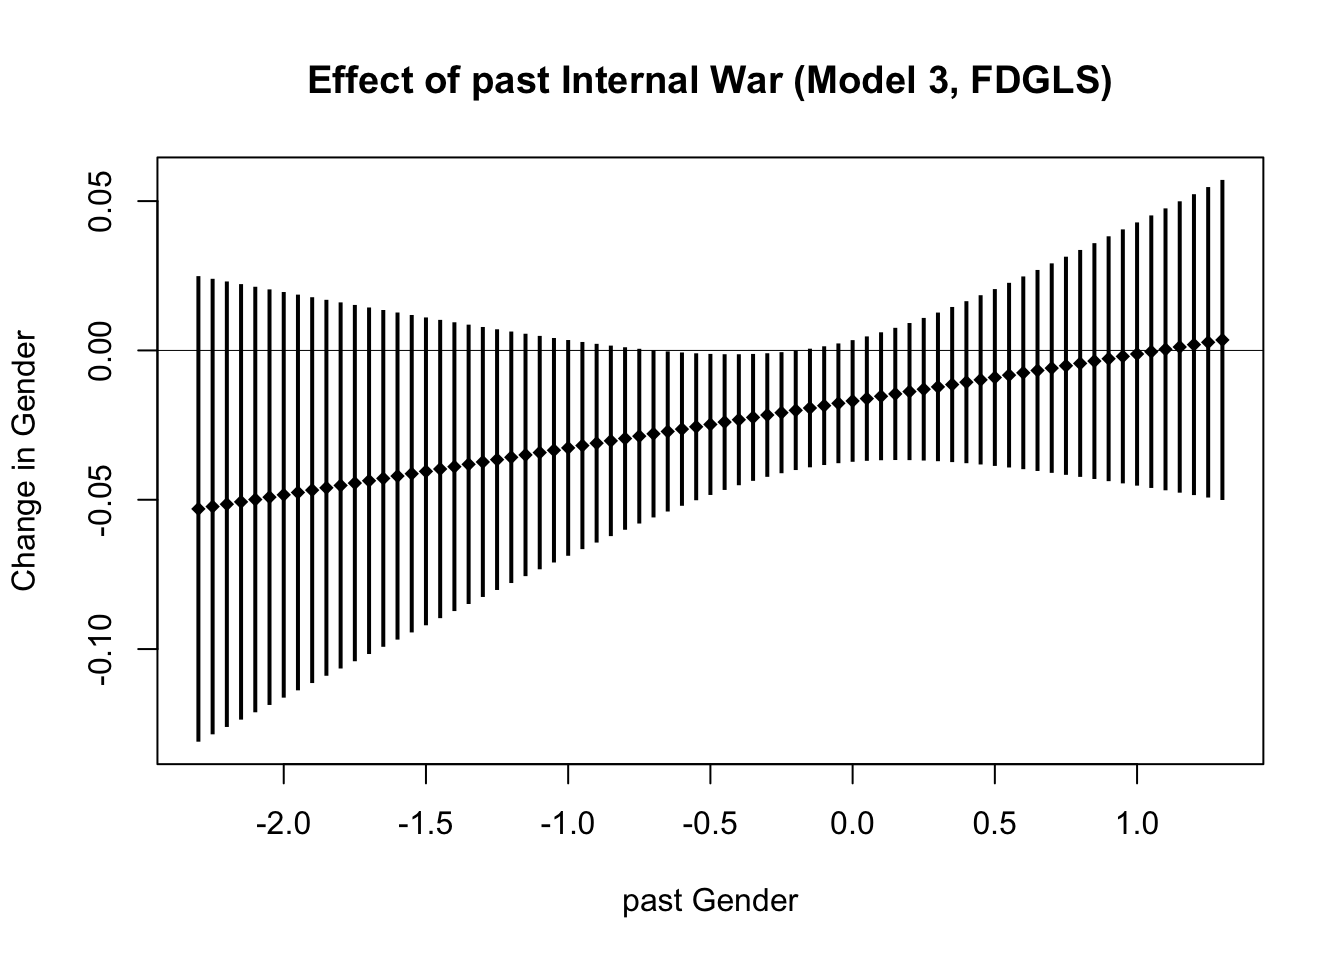 Effect of past Internal War (Model 3, FDGLS)
Change in Gender
0.05
0.00
-0.05
-0.10
-2.0 -1.5 -1.0 -0.5 0.0 0.5 1.0
past Gender